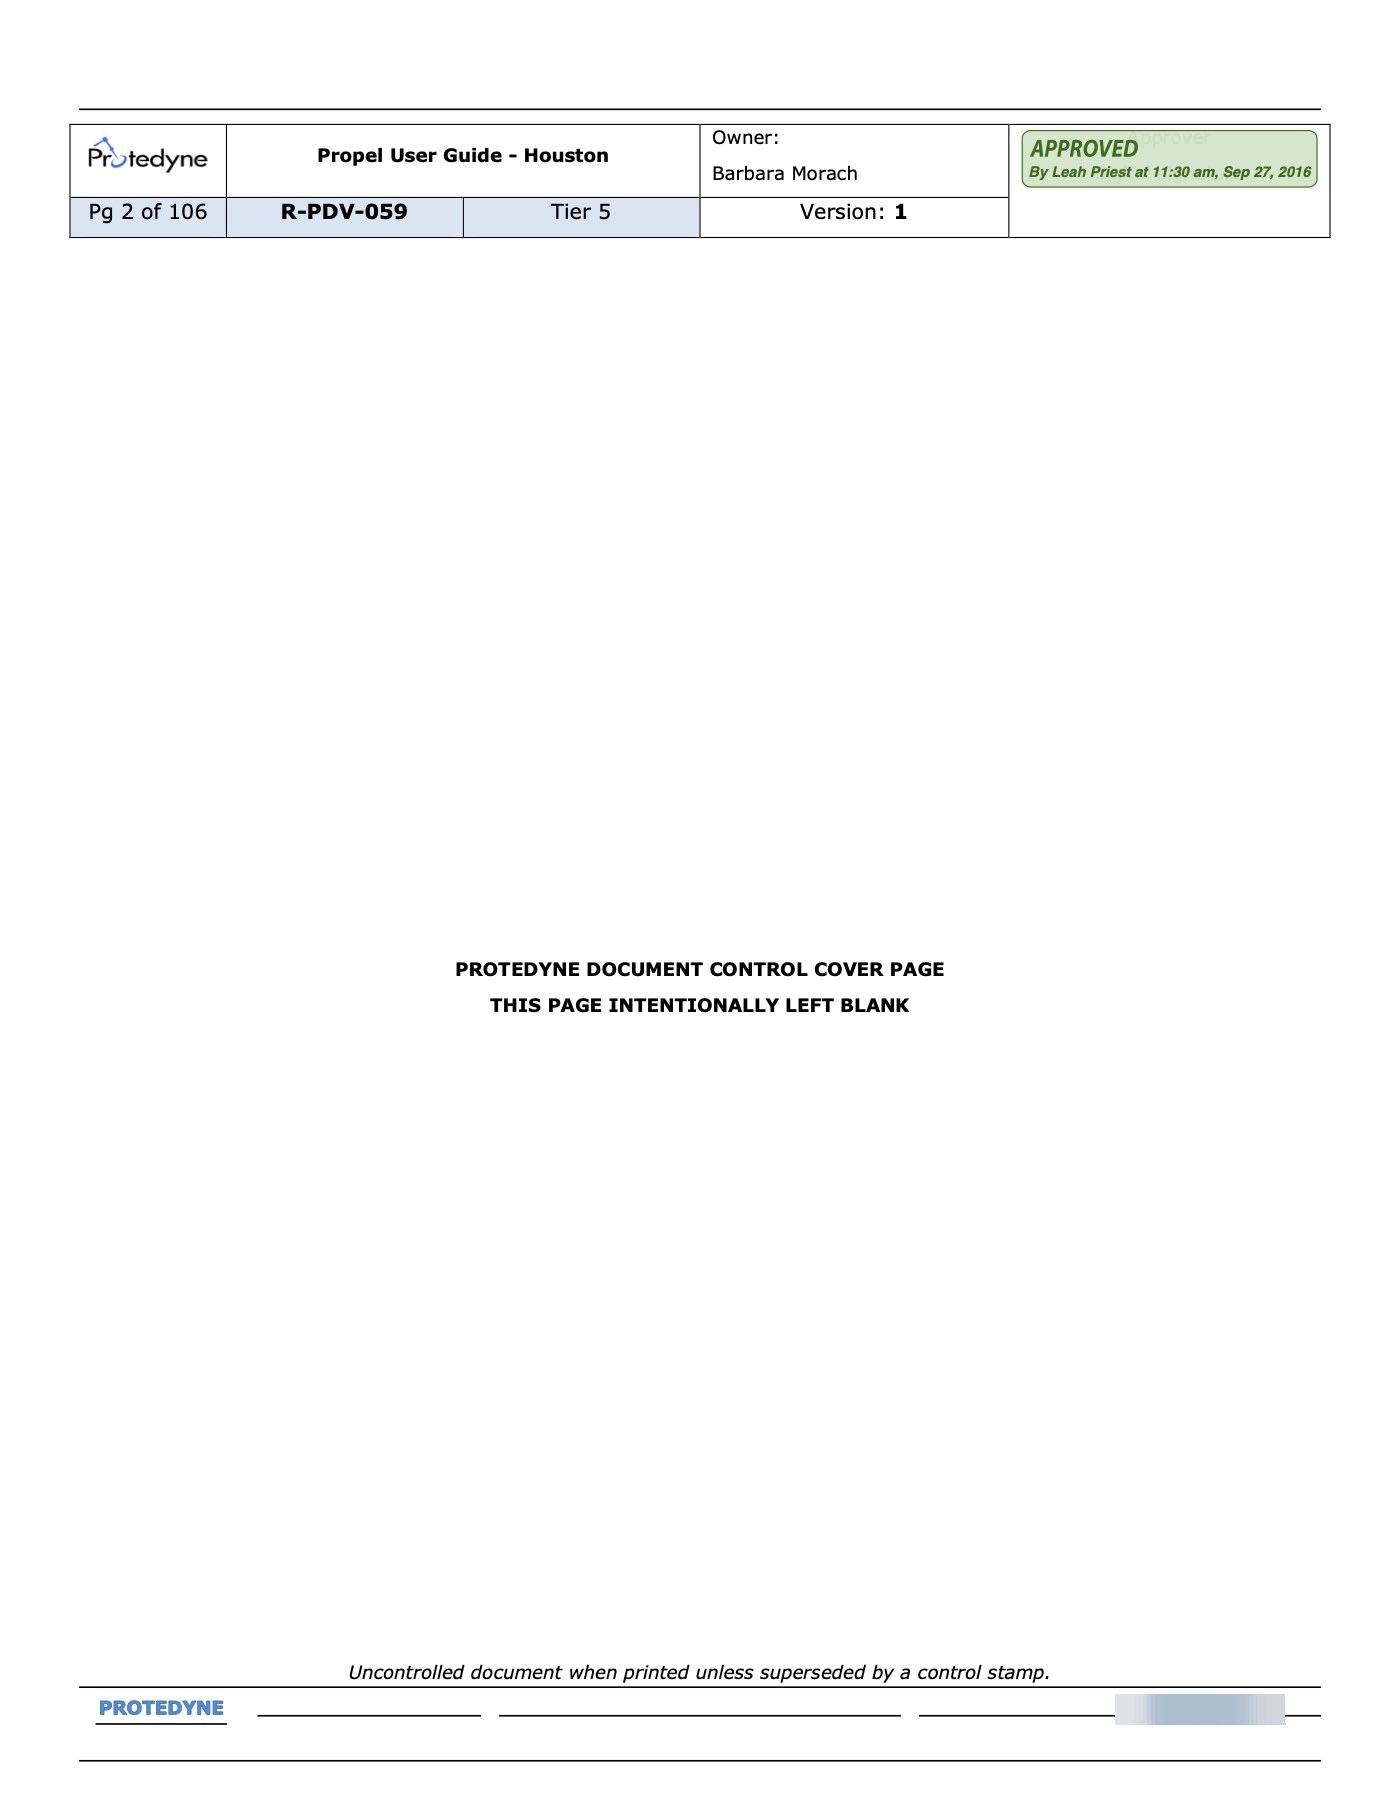 Protedyne
Propel User Guide - Houston
Owner:
Barbara Morach
Approver
APPROVED
By Leah Priest at 11:30 am, Sep 27, 2016
Pg 2 of 106
R-PDV-059
Tier 5
Version: 1
PROTEDYNE DOCUMENT CONTROL COVER PAGE
THIS PAGE INTENTIONALLY LEFT BLANK
Uncontrolled document when printed unless superseded by a control stamp.
PROTEDYNE